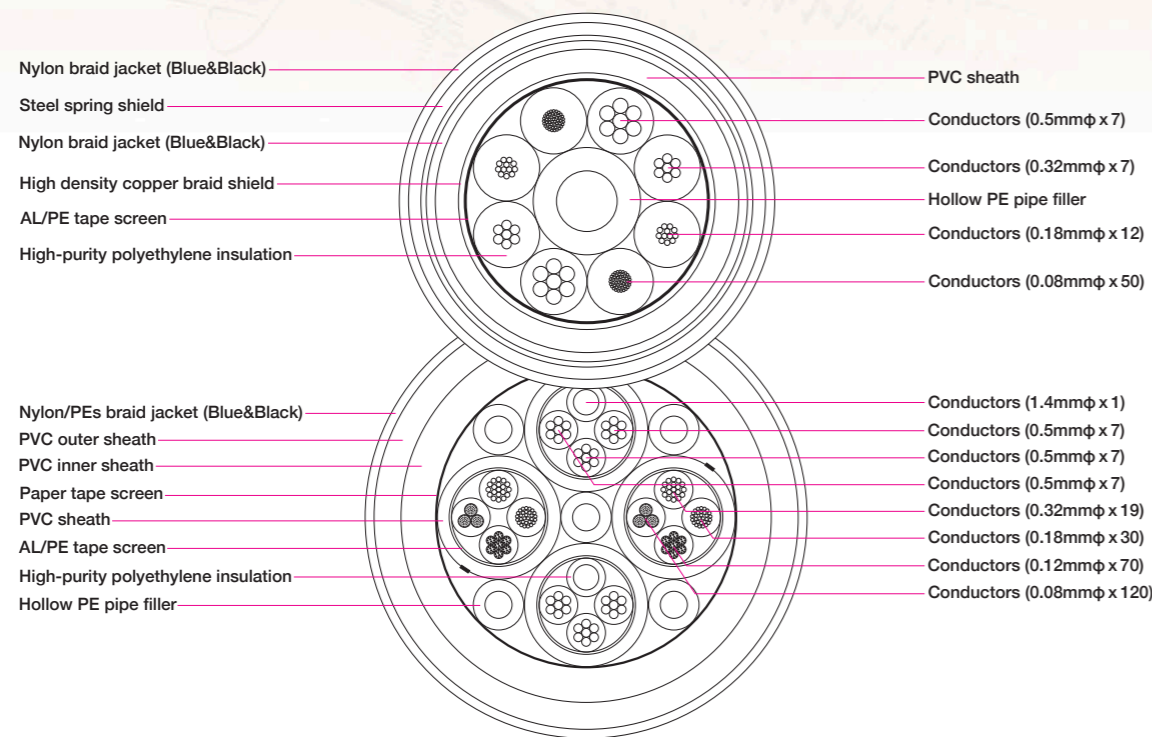 Nylon braid jacket (Blue&Black)
Steel spring shield
Nylon braid jacket (Blue&Black)
High density copper braid shield
AL/PE tape screen
High-purity polyethylene insulation
PVC sheath
Conductors (0.5mmφ x 7)
Conductors (0.32mmφ x 7)
Hollow PE pipe filler
Conductors (0.18mmφ x 12)
Conductors (0.08mmφ x 50)
Nylon/PEs braid jacket (Blue&Black)
PVC outer sheath
PVC inner sheath
Paper tape screen
PVC sheath
AL/PE tape screen
High-purity polyethylene insulation
Hollow PE pipe filler
Conductors (1.4mmφ x 1)
Conductors (0.5mmφ x 7)
Conductors (0.5mmφ x 7)
Conductors (0.5mmφ x 7)
Conductors (0.32mmφ x 19)
Conductors (0.18mmφ x 30)
Conductors (0.12mmφ x 70)
Conductors (0.08mmφ x 120)